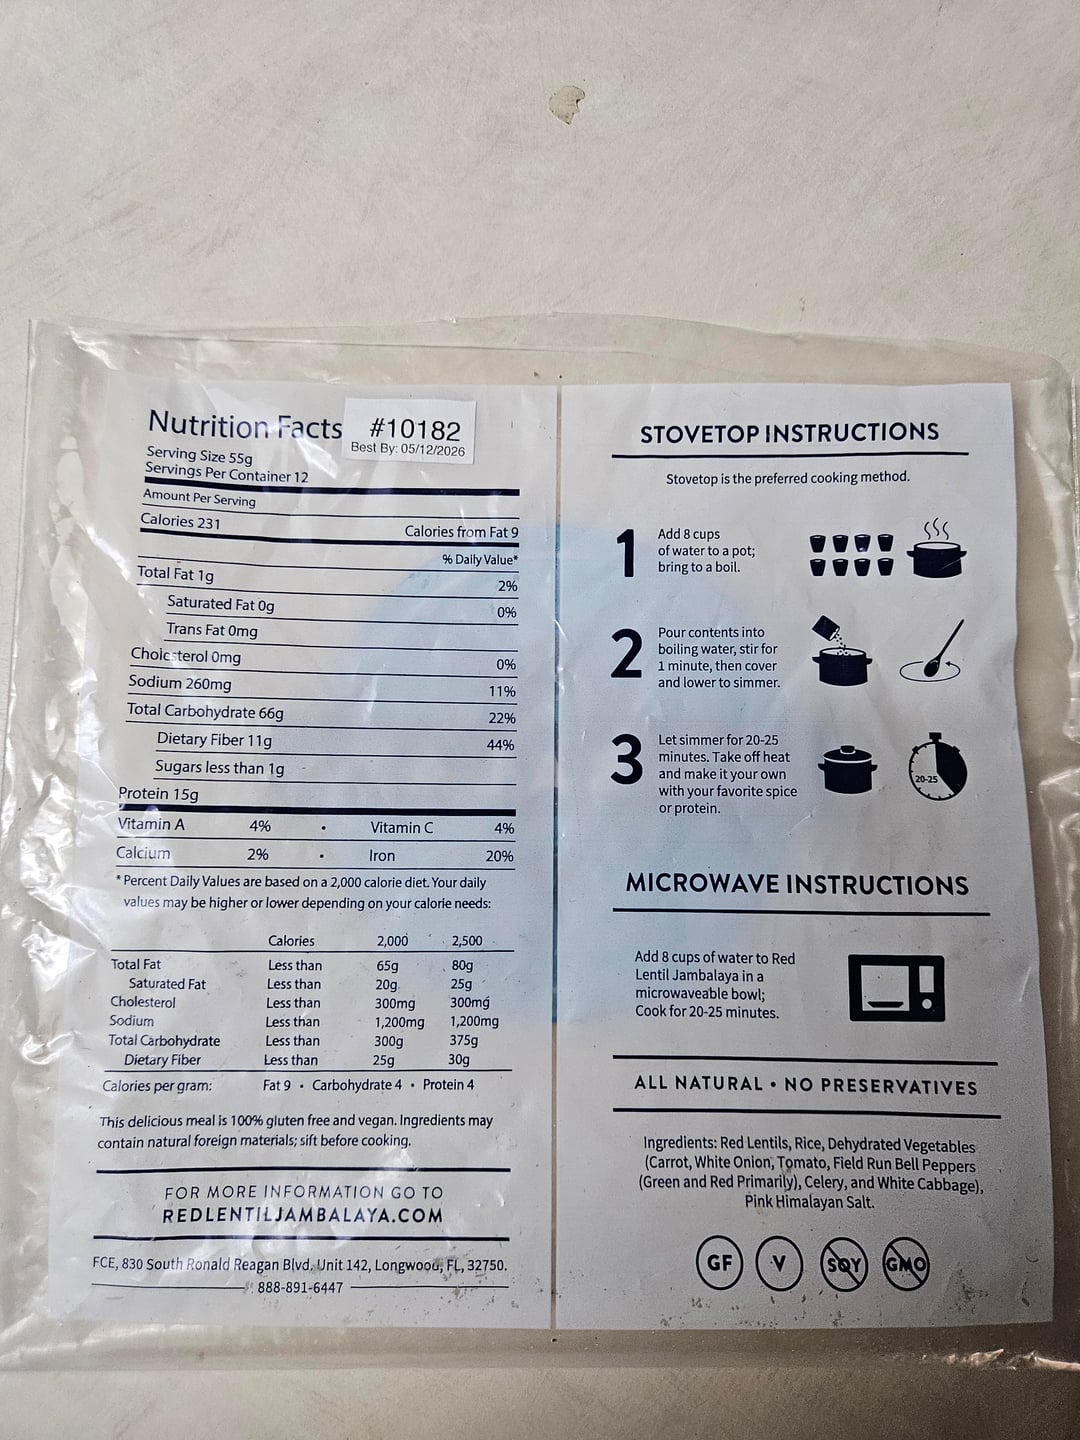 Nutrition Facts
#10182
Best By: 05/12/2026
Serving Size 55g
Servings Per Container 12
Amount Per Serving
Calories 231 Calories from Fat 9
% Daily Value*
Total Fat 1g 2%
Saturated Fat 0g 0%
Trans Fat 0mg
Cholesterol 0mg 0%
Sodium 260mg 11%
Total Carbohydrate 66g 22%
Dietary Fiber 11g 44%
Sugars less than 1g
Protein 15g
Vitamin A 4% • Vitamin C 4%
Calcium 2% • Iron 20%
* Percent Daily Values are based on a 2,000 calorie diet. Your daily
values may be higher or lower depending on your calorie needs:
Calories 2,000 2,500
Total Fat Less than 65g 80g
Saturated Fat Less than 20g 25g
Cholesterol Less than 300mg 300mg
Sodium Less than 1,200mg 1,200mg
Total Carbohydrate Less than 300g 375g
Dietary Fiber Less than 25g 30g
Calories per gram: Fat 9 • Carbohydrate 4 • Protein 4
This delicious meal is 100% gluten free and vegan. Ingredients may
contain natural foreign materials; sift before cooking.
FOR MORE INFORMATION GO TO
REDLENTILJAMBALAYA.COM
FCE, 830 South Ronald Reagan Blvd. Unit 142, Longwood, FL, 32750.
888-891-6447
STOVETOP INSTRUCTIONS
Stovetop is the preferred cooking method.
1 Add 8 cups
of water to a pot;
bring to a boil.
2 Pour contents into
boiling water, stir for
1 minute, then cover
and lower to simmer.
3 Let simmer for 20-25
minutes. Take off heat
and make it your own
with your favorite spice
or protein.
20-25
MICROWAVE INSTRUCTIONS
Add 8 cups of water to Red
Lentil Jambalaya in a
microwaveable bowl;
Cook for 20-25 minutes.
ALL NATURAL • NO PRESERVATIVES
Ingredients: Red Lentils, Rice, Dehydrated Vegetables
(Carrot, White Onion, Tomato, Field Run Bell Peppers
(Green and Red Primarily), Celery, and White Cabbage),
Pink Himalayan Salt.
GF V SOY GMO